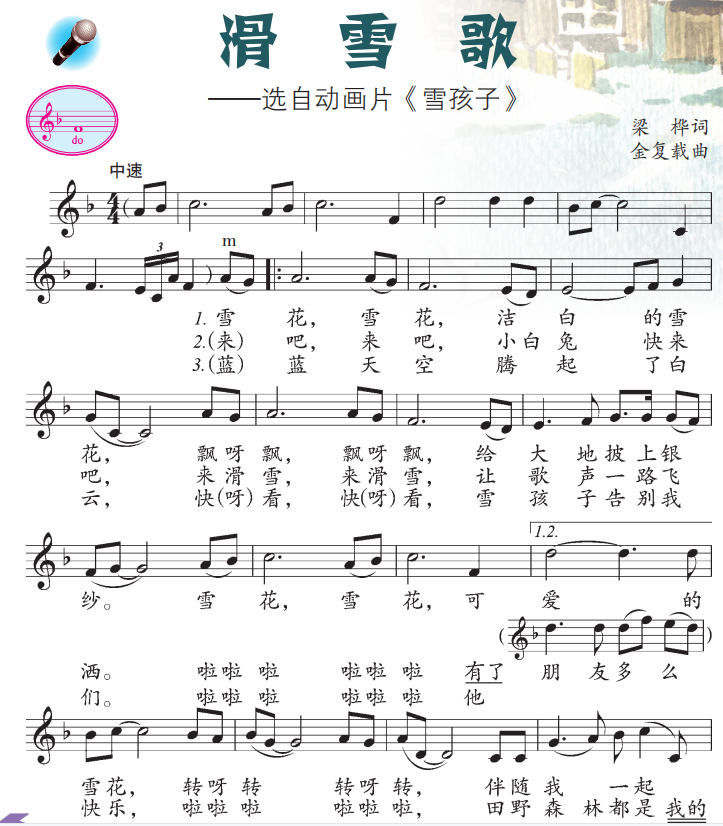 滑雪歌
——选自动画片《雪孩子》
梁桦词
金复载曲
do
中速
4
4
3
m
1. 雪 花， 雪 花， 洁 白 的雪
2.(来) 吧， 来 吧， 小白 兔 快来
3.(蓝) 蓝 天 空 腾 起 了白
花， 飘呀 飘， 飘呀 飘， 给 大 地披上银
吧， 来滑 雪， 来滑 雪， 让 歌 声一路飞
云， 快(呀)看， 快(呀)看， 雪 孩 子告别我
1.2.
纱。 雪 花， 雪 花， 可 爱 的
洒。 啦啦 啦 啦啦 啦 有了 朋 友多 么
们。 啦啦 啦 啦啦 啦 他
雪花， 转呀 转 转呀 转， 伴随 我 一起
快乐， 啦啦 啦 啦啦 啦， 田野 森 林都是 我的